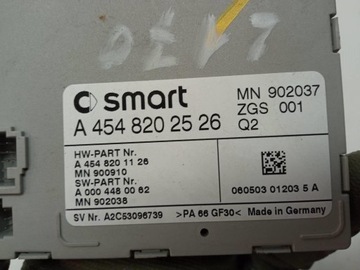 smart
MN 902037
A 454 820 25 26
ZGS 001
Q2
HW-PART Nr.
A 454 820 11 26
MN 900910
SW-PART Nr.
A 000 448 00 62
MN 902038
060503 01203 5 A
SV Nr. A2C53096739 >PA 66 GF30< Made in Germany